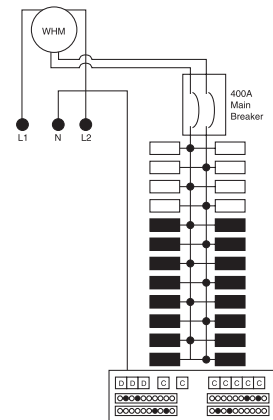 WHM
400A
Main
Breaker
L1 N L2
D D D C C C C C C C